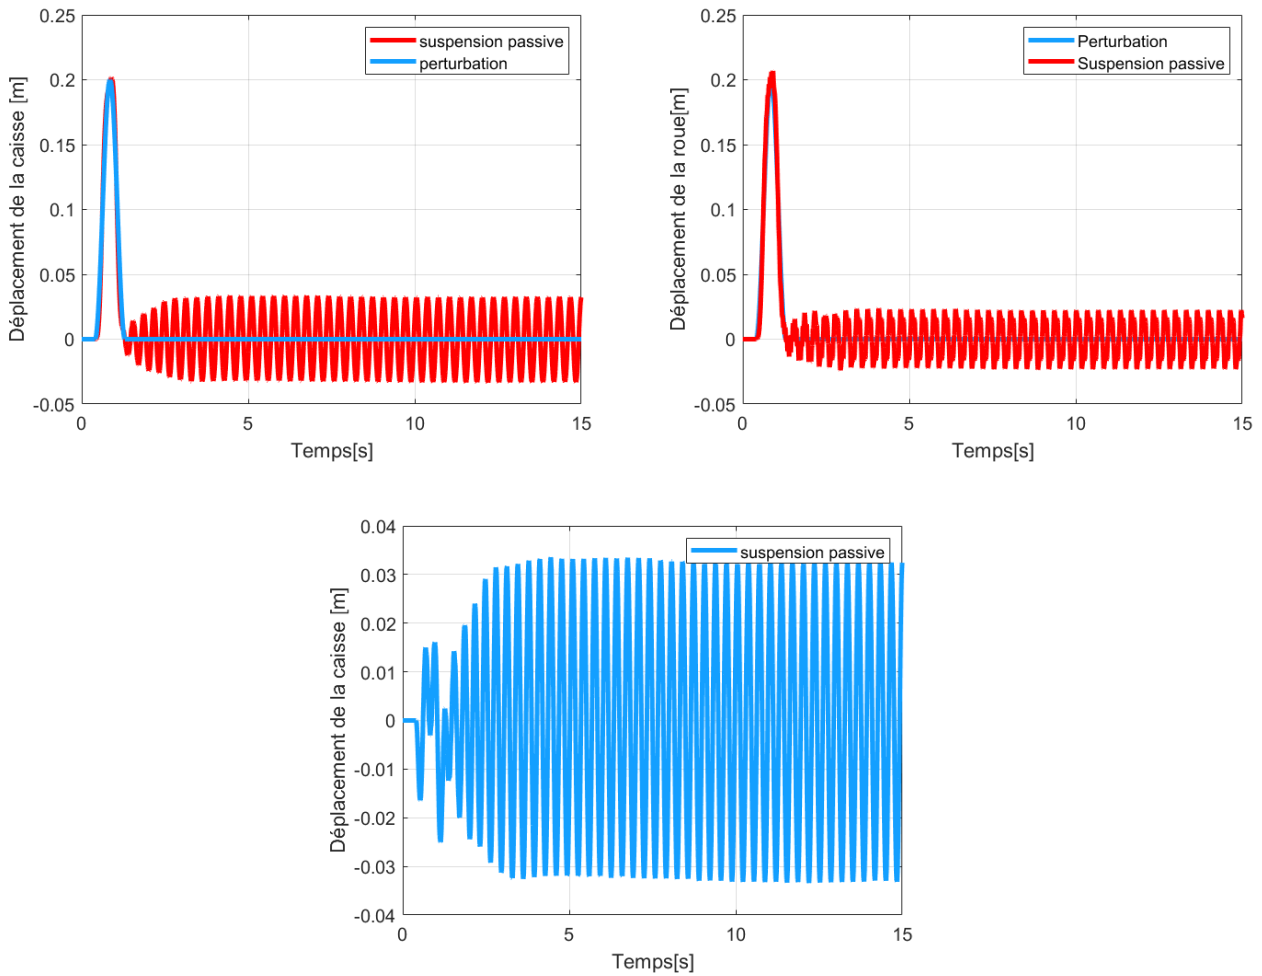 0.25
0.2
0.15
0.1
0.05
0
-0.05
Déplacement de la caisse [m]
suspension passive
perturbation
0 5 10 15
Temps[s]
0.25
0.2
0.15
0.1
0.05
0
-0.05
Déplacement de la roue[m]
Perturbation
Suspension passive
0 5 10 15
Temps[s]
0.04
0.03
0.02
0.01
0
-0.01
-0.02
-0.03
-0.04
Déplacement de la caisse [m]
suspension passive
0 5 10 15
Temps[s]